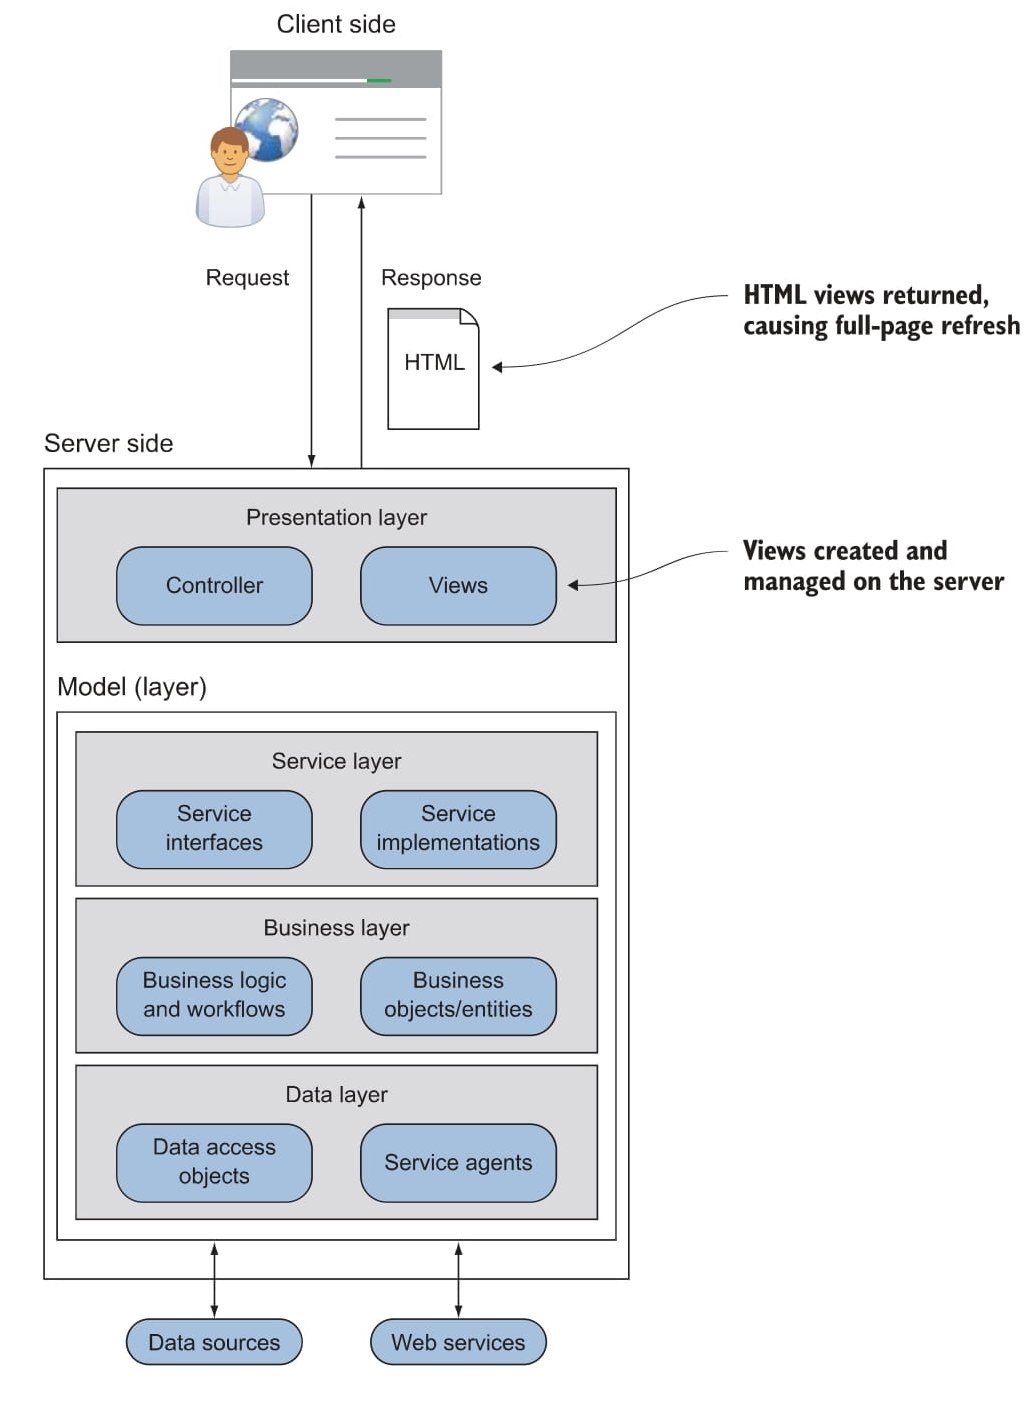 Client side
Request
Response
HTML views returned,
causing full-page refresh
HTML
Server side
Presentation layer
Controller
Views
Views created and
managed on the server
Model (layer)
Service layer
Service
interfaces
Service
implementations
Business layer
Business logic
and workflows
Business
objects/entities
Data layer
Data access
objects
Service agents
Data sources
Web services